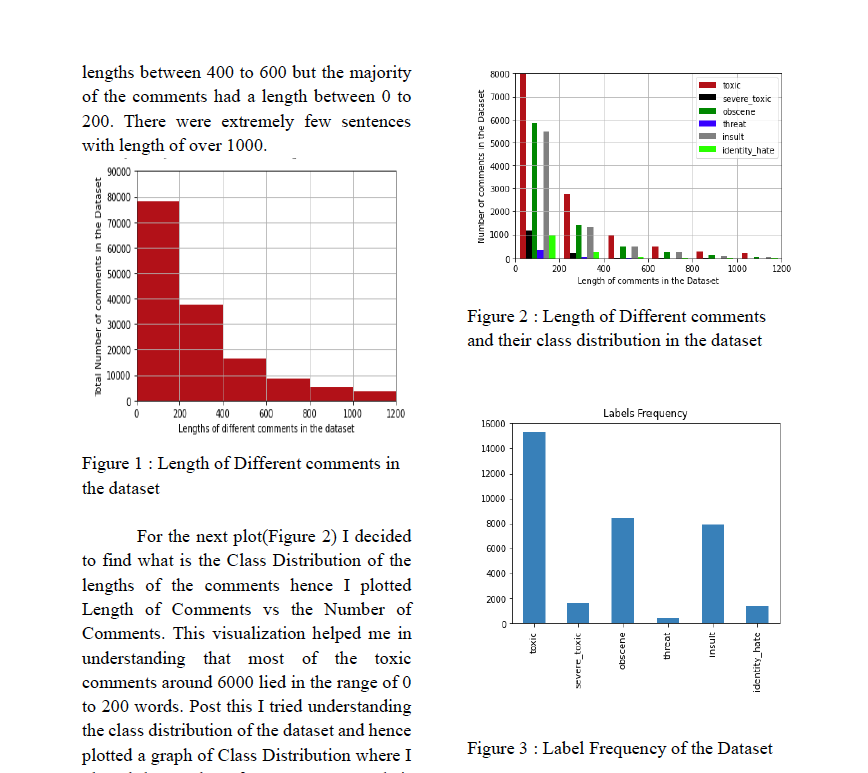 lengths between 400 to 600 but the majority
of the comments had a length between 0 to
200. There were extremely few sentences
with length of over 1000.
90000
80000
70000
60000
50000
40000
30000
20000
10000
0
Total Number of comments in the Dataset
0 200 400 600 800 1000 1200
Lengths of different comments in the dataset
Figure 1 : Length of Different comments in
the dataset
For the next plot(Figure 2) I decided
to find what is the Class Distribution of the
lengths of the comments hence I plotted
Length of Comments vs the Number of
Comments. This visualization helped me in
understanding that most of the toxic
comments around 6000 lied in the range of 0
to 200 words. Post this I tried understanding
the class distribution of the dataset and hence
plotted a graph of Class Distribution where I
8000
7000
6000
5000
4000
3000
2000
1000
0
Number of comments in the Dataset
toxic
severe_toxic
obscene
threat
insult
identity_hate
0 200 400 600 800 1000 1200
Length of comments in the Dataset
Figure 2 : Length of Different comments
and their class distribution in the dataset
Labels Frequency
16000
14000
12000
10000
8000
6000
4000
2000
0
toxic
severe_toxic
obscene
threat
insult
identity_hate
Figure 3 : Label Frequency of the Dataset